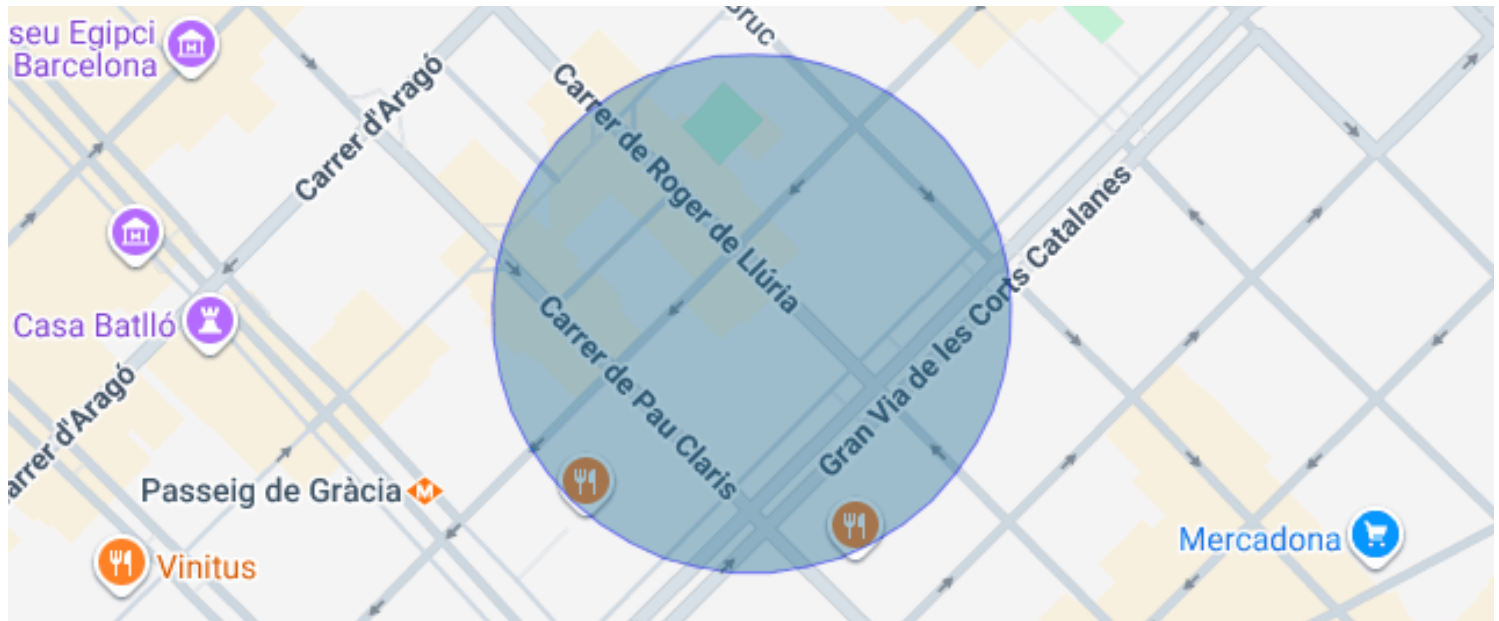 seu Egipci
Barcelona
Bruc
Carrer d'Aragó
Carrer de Roger de Llúria
Casa Batlló
Carrer de Pau Claris
Gran Via de les Corts Catalanes
arrer d'Aragó
Passeig de Gràcia M
Vinitus
Mercadona